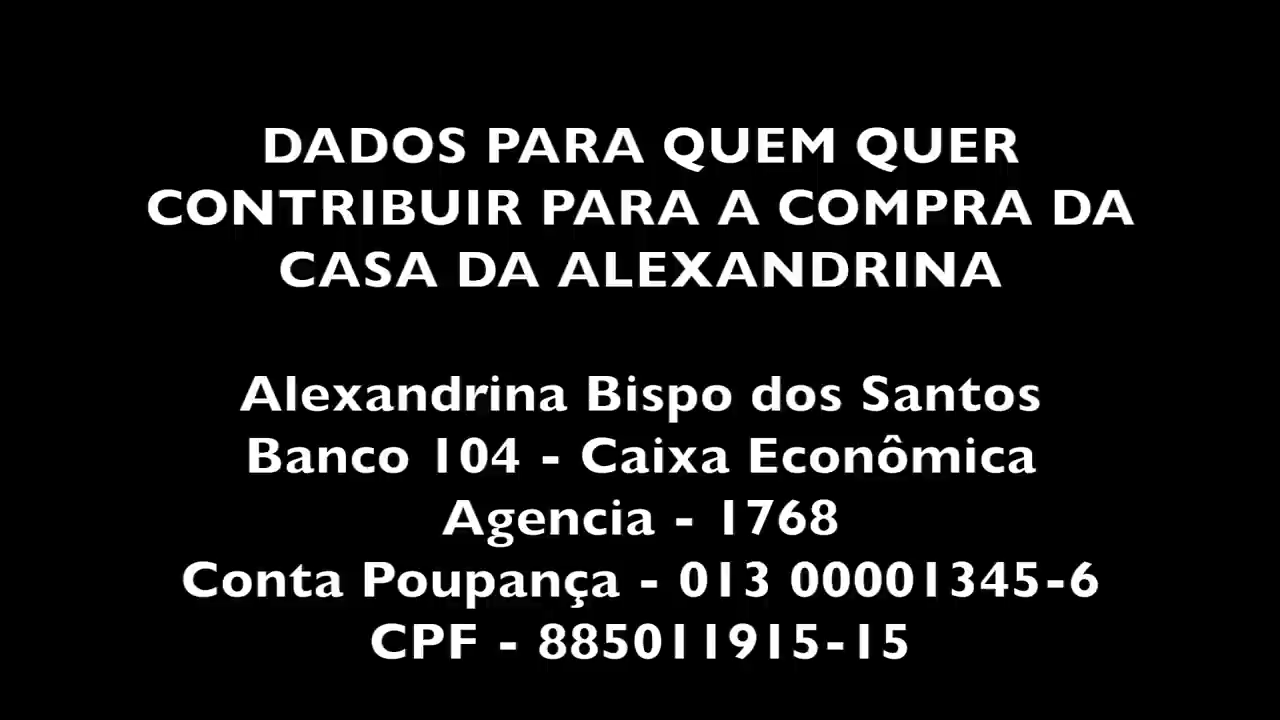 DADOS PARA QUEM QUER
CONTRIBUIR PARA A COMPRA DA
CASA DA ALEXANDRINA
Alexandrina Bispo dos Santos
Banco 104 - Caixa Econômica
Agencia - 1768
Conta Poupança - 013 00001345-6
CPF - 885011915-15